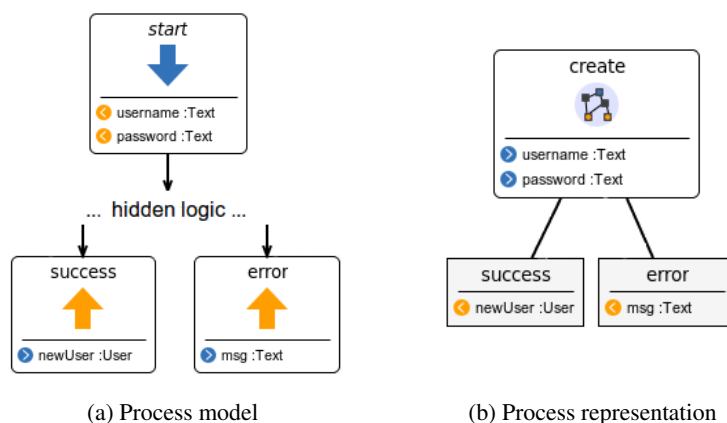 start
username :Text
password :Text
... hidden logic ...
success
newUser :User
error
msg :Text
(a) Process model
create
username :Text
password :Text
success
newUser :User
error
msg :Text
(b) Process representation